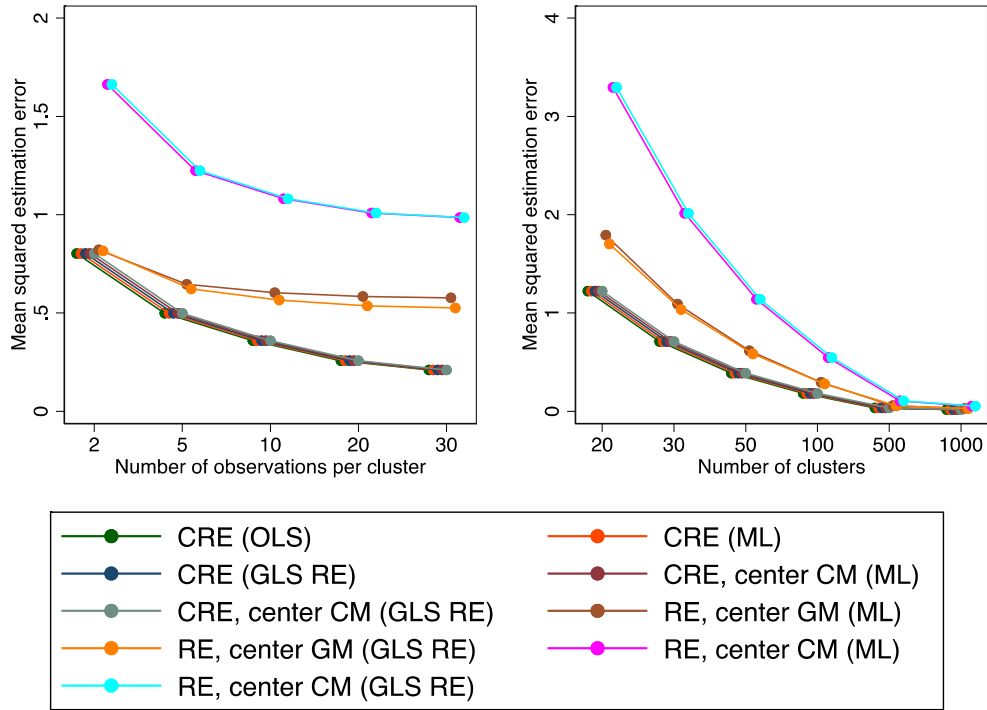 Mean squared estimation error
2
1.5
1
.5
0
2 5 10 20 30
Number of observations per cluster
Mean squared estimation error
4
3
2
1
0
20 30 50 100 500 1000
Number of clusters
CRE (OLS)
CRE (ML)
CRE (GLS RE)
CRE, center CM (ML)
CRE, center CM (GLS RE)
RE, center GM (ML)
RE, center GM (GLS RE)
RE, center CM (ML)
RE, center CM (GLS RE)